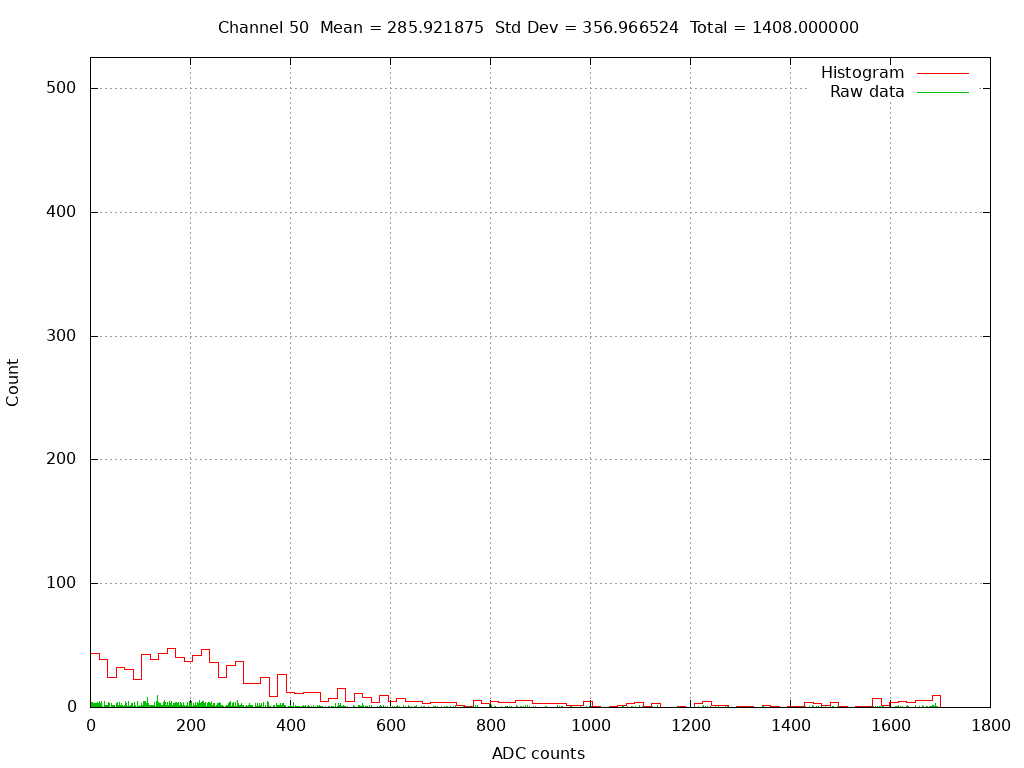 Channel 50  Mean = 285.921875  Std Dev = 356.966524  Total = 1408.000000
Histogram
Raw data
500
400
300
200
100
0
Count
0 200 400 600 800 1000 1200 1400 1600 1800
ADC counts